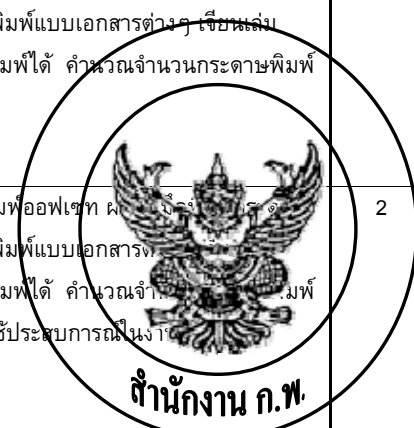 พิมพ์แบบเอกสารต่างๆ เจียนเล่ม
มพ์ได้ คำนวณจำนวนกระดาษพิมพ์
มพ์ออฟเซท 2
พิมพ์แบบเอกสาร
มพ์ได้ คำนวณ มพ์
ช้ประสบการณ์ในงา
สำนักงาน ก.พ.